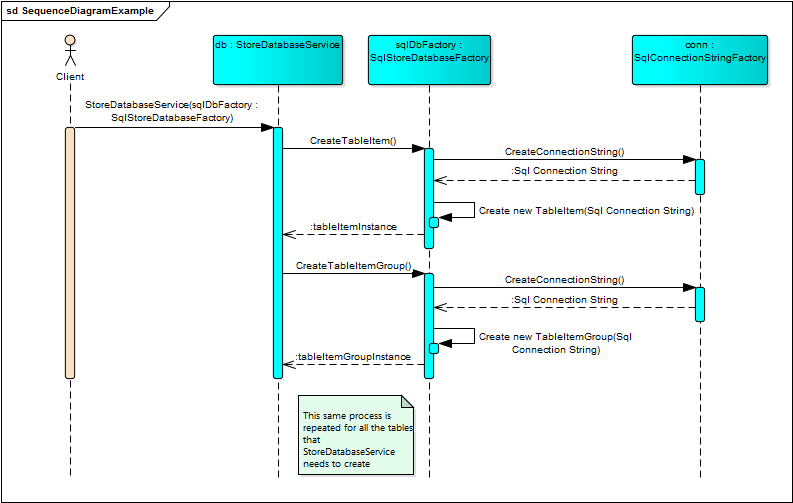 sd SequenceDiagramExample
Client
db : StoreDatabaseService
sqlDbFactory :
SqlStoreDatabaseFactory
conn :
SqlConnectionStringFactory
StoreDatabaseService(sqlDbFactory :
SqlStoreDatabaseFactory)
CreateTableItem()
CreateConnectionString()
:Sql Connection String
Create new TableItem(Sql Connection String)
:tableItemInstance
CreateTableItemGroup()
CreateConnectionString()
:Sql Connection String
Create new TableItemGroup(Sql
Connection String)
:tableItemGroupInstance
This same process is
repeated for all the tables
that
StoreDatabaseService
needs to create